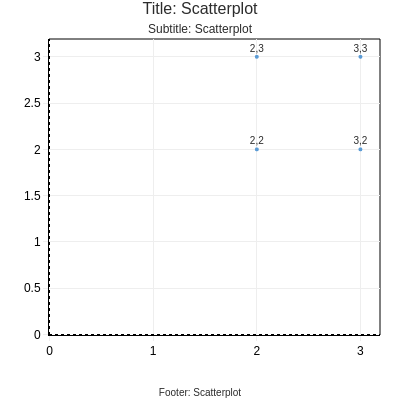 Title: Scatterplot
Subtitle: Scatterplot
3
2,3
3,3
2.5
2
2,2
3,2
1.5
1
0.5
0
0 1 2 3
Footer: Scatterplot